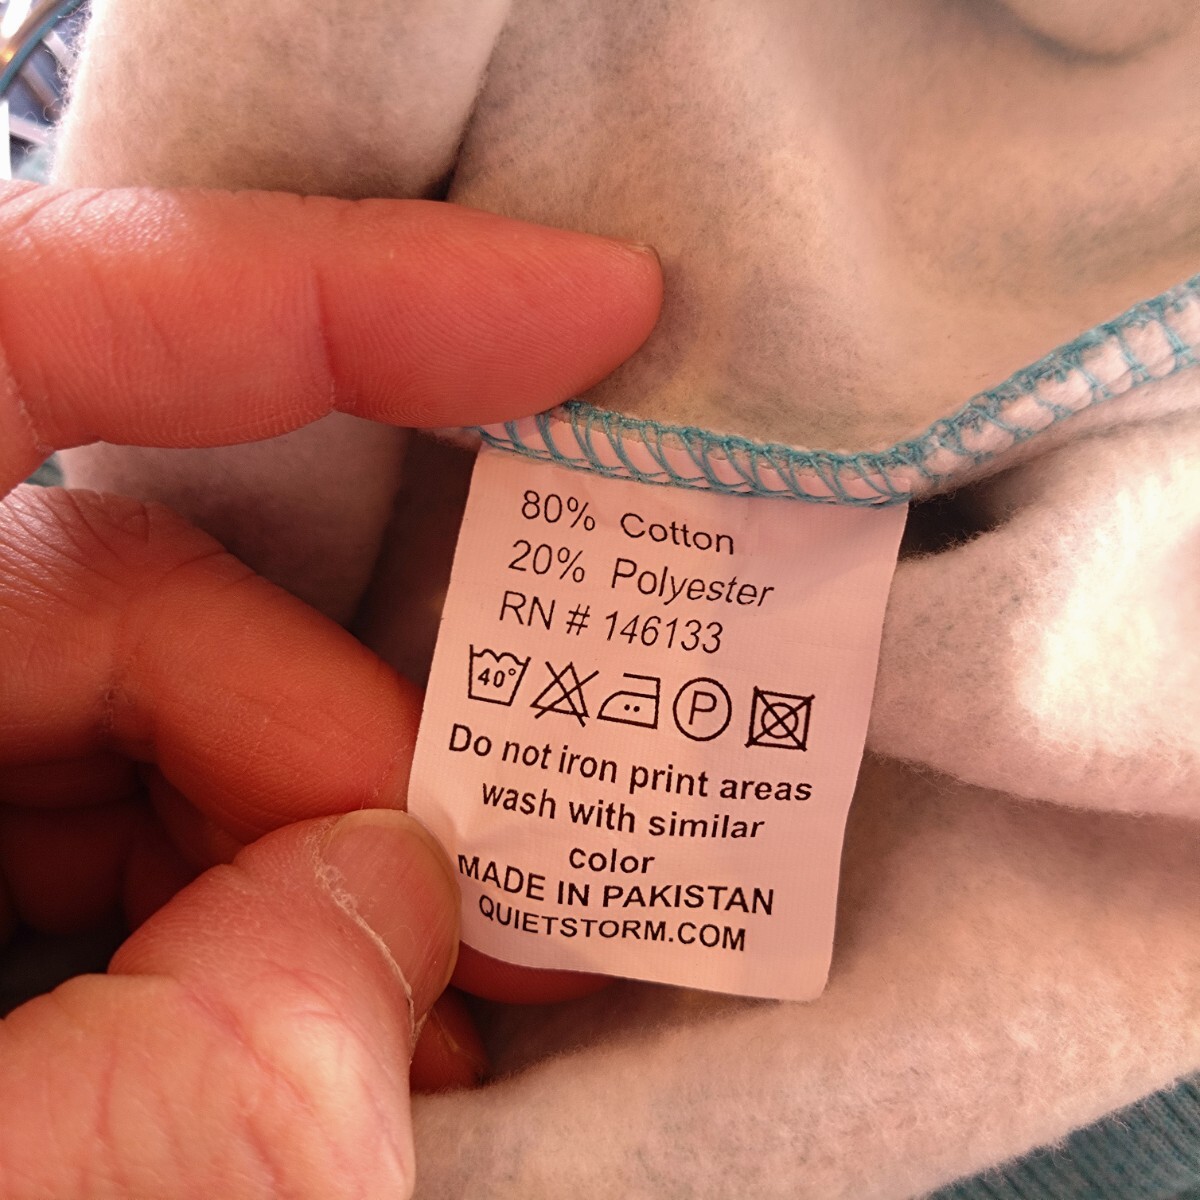 80% Cotton
20% Polyester
RN # 146133
40° P
Do not iron print areas
wash with similar
color
MADE IN PAKISTAN
QUIETSTORM.COM